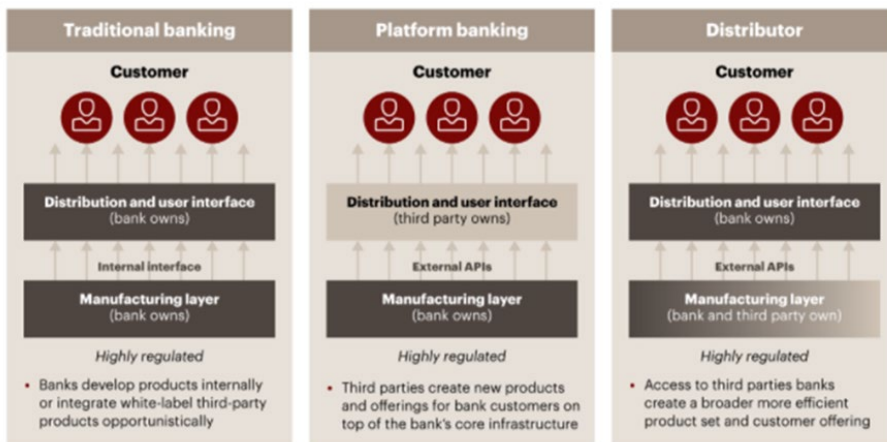 Traditional banking
Customer
Distribution and user interface
(bank owns)
Internal interface
Manufacturing layer
(bank owns)
Highly regulated
• Banks develop products internally
or integrate white-label third-party
products opportunistically
Platform banking
Customer
Distribution and user interface
(third party owns)
External APIs
Manufacturing layer
(bank owns)
Highly regulated
• Third parties create new products
and offerings for bank customers on
top of the bank's core infrastructure
Distributor
Customer
Distribution and user interface
(bank owns)
External APIs
Manufacturing layer
(bank and third party own)
Highly regulated
• Access to third parties banks
create a broader more efficient
product set and customer offering